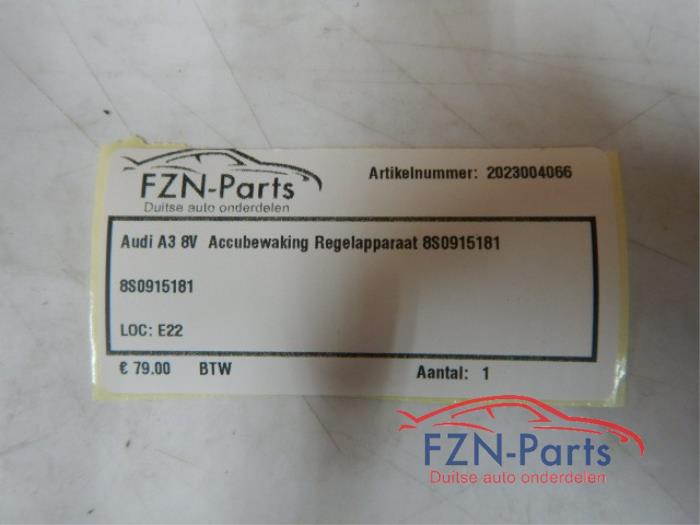 FZN-Parts
Duitse auto onderdelen
Artikelnummer: 2023004066
Audi A3 8V Accubewaking Regelapparaat 8S0915181
8S0915181
LOC: E22
€ 79.00 BTW Aantal: 1
FZN-Parts
Duitse auto onderdelen